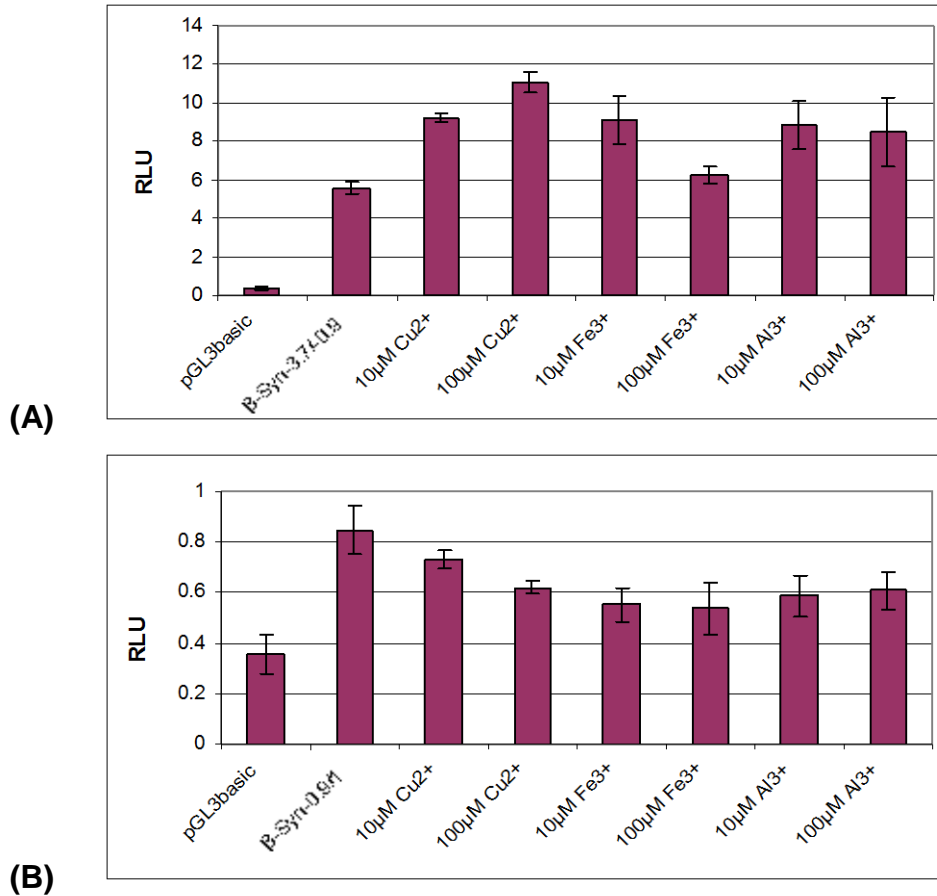 14
12
10
8
6
4
2
0
RLU
pGL3basic
10µM Cu2+
100µM Cu2+
10µM Fe3+
100µM Fe3+
10µM Al3+
100µM Al3+
(A)
1
0.8
0.6
0.4
0.2
0
RLU
pGL3basic
10µM Cu2+
100µM Cu2+
10µM Fe3+
100µM Fe3+
10µM Al3+
100µM Al3+
(B)